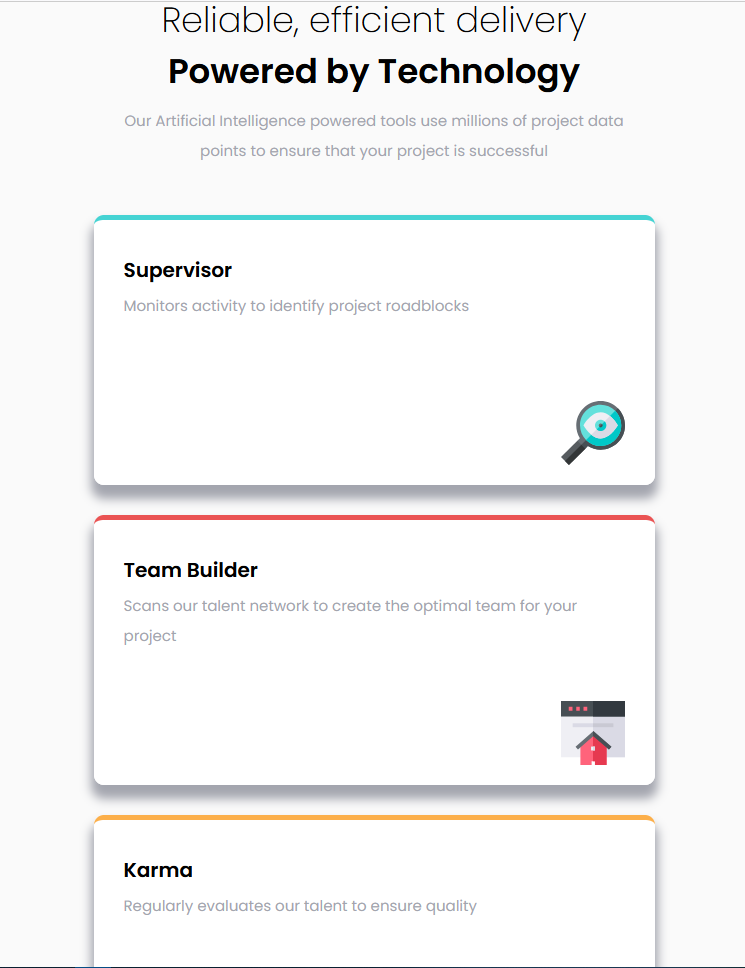 Reliable, efficient delivery
Powered by Technology
Our Artificial Intelligence powered tools use millions of project data
points to ensure that your project is successful
Supervisor
Monitors activity to identify project roadblocks
Team Builder
Scans our talent network to create the optimal team for your
project
Karma
Regularly evaluates our talent to ensure quality